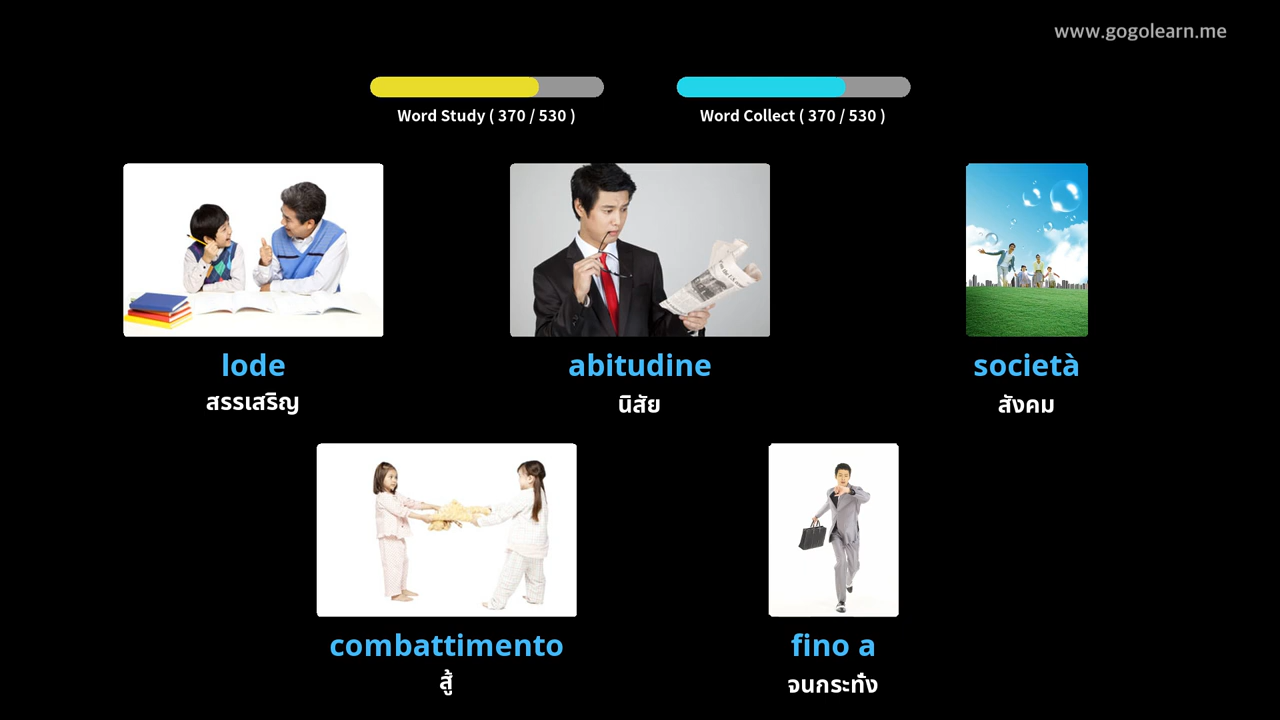 www.gogolearn.me
Word Study ( 370 / 530 )
Word Collect ( 370 / 530 )
lode
สรรเสริญ
abitudine
นิสัย
società
สังคม
combattimento
สู้
fino a
จนกระทั่ง